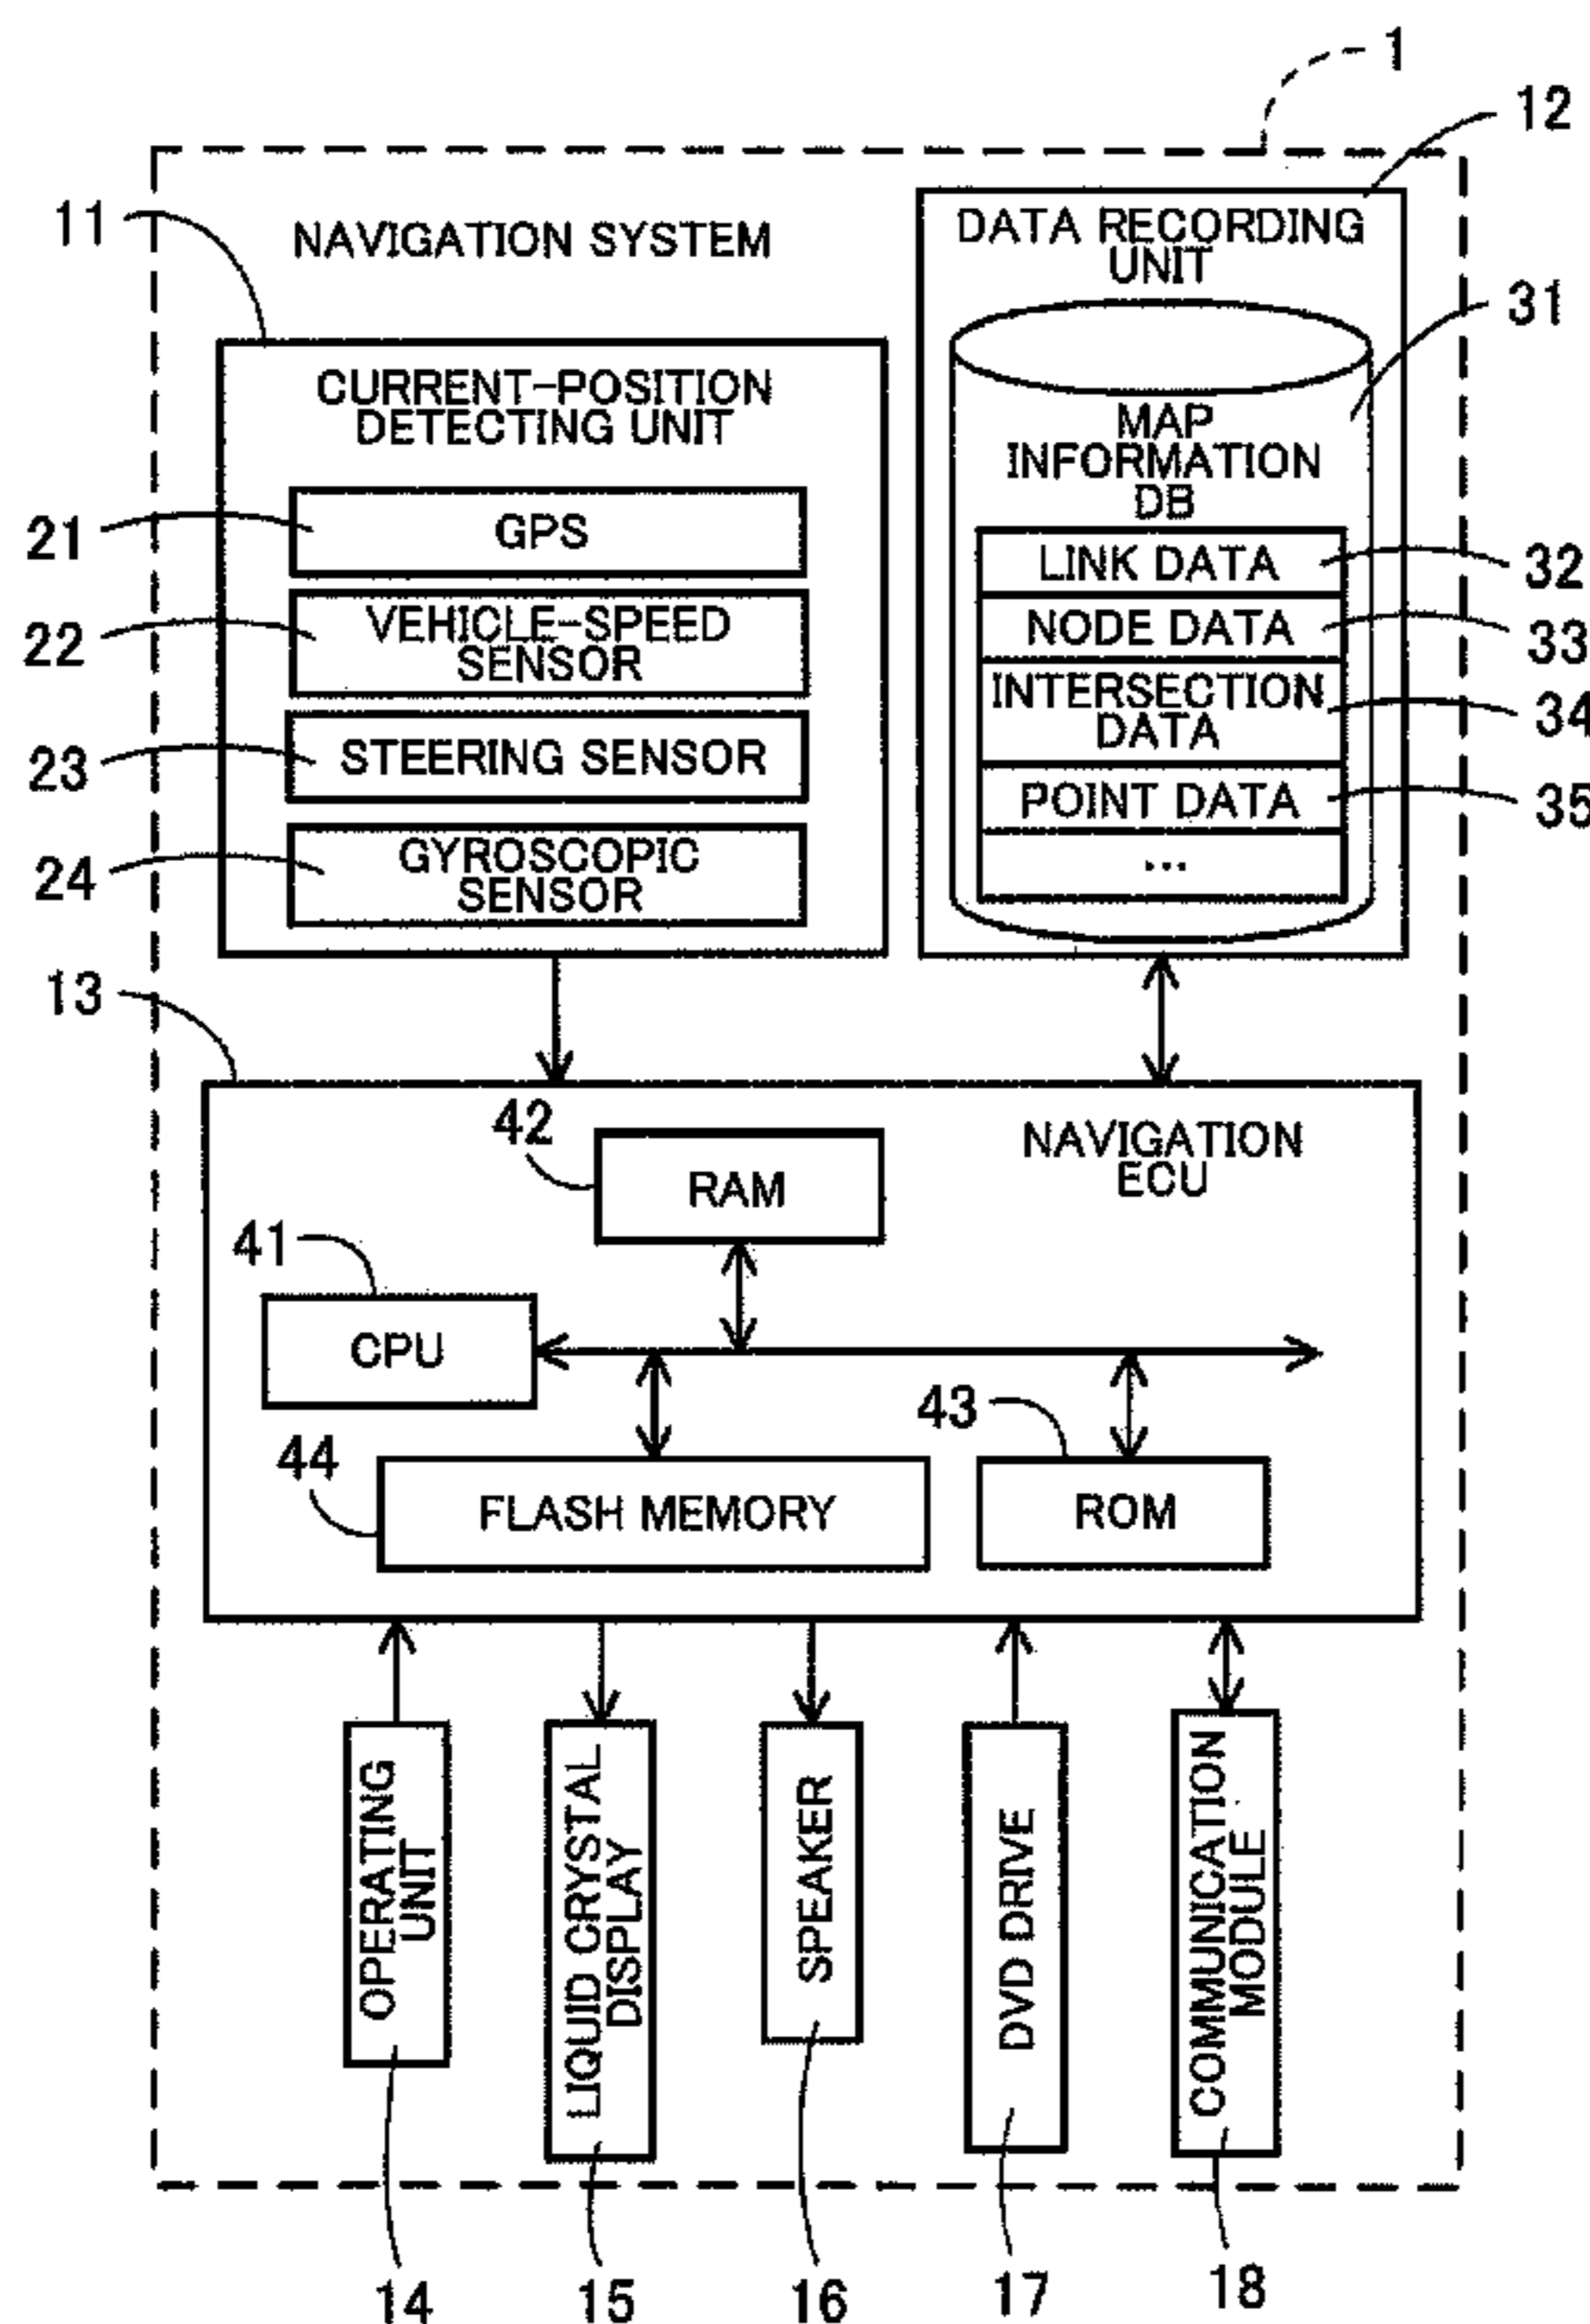 1
12
11
NAVIGATION SYSTEM
DATA RECORDING
UNIT
31
CURRENT-POSITION
DETECTING UNIT
MAP
INFORMATION
DB
21
GPS
LINK DATA
32
22
VEHICLE-SPEED
SENSOR
NODE DATA
33
INTERSECTION
DATA
34
23
STEERING SENSOR
POINT DATA
35
24
GYROSCOPIC
SENSOR
...
13
42
RAM
NAVIGATION
ECU
41
CPU
43
44
FLASH MEMORY
ROM
OPERATING
UNIT
LIQUID CRYSTAL
DISPLAY
SPEAKER
DVD DRIVE
COMMUNICATION
MODULE
14
15
16
17
18